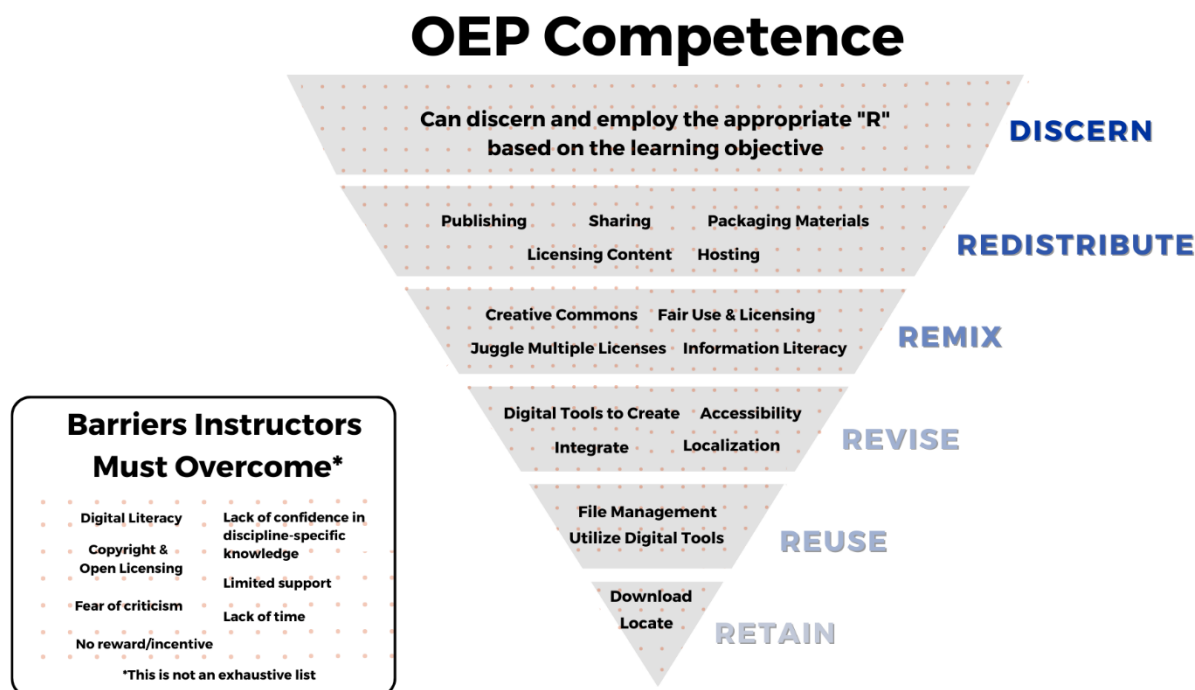 OEP Competence
Can discern and employ the appropriate "R"
based on the learning objective
DISCERN
Publishing Sharing Packaging Materials
Licensing Content Hosting
REDISTRIBUTE
Creative Commons Fair Use & Licensing
Juggle Multiple Licenses Information Literacy
REMIX
Digital Tools to Create Accessibility
Integrate Localization
REVISE
File Management
Utilize Digital Tools
REUSE
Download
Locate
RETAIN
Barriers Instructors
Must Overcome*
Digital Literacy
Copyright &
Open Licensing
Fear of criticism
No reward/incentive
Lack of confidence in
discipline-specific
knowledge
Limited support
Lack of time
*This is not an exhaustive list